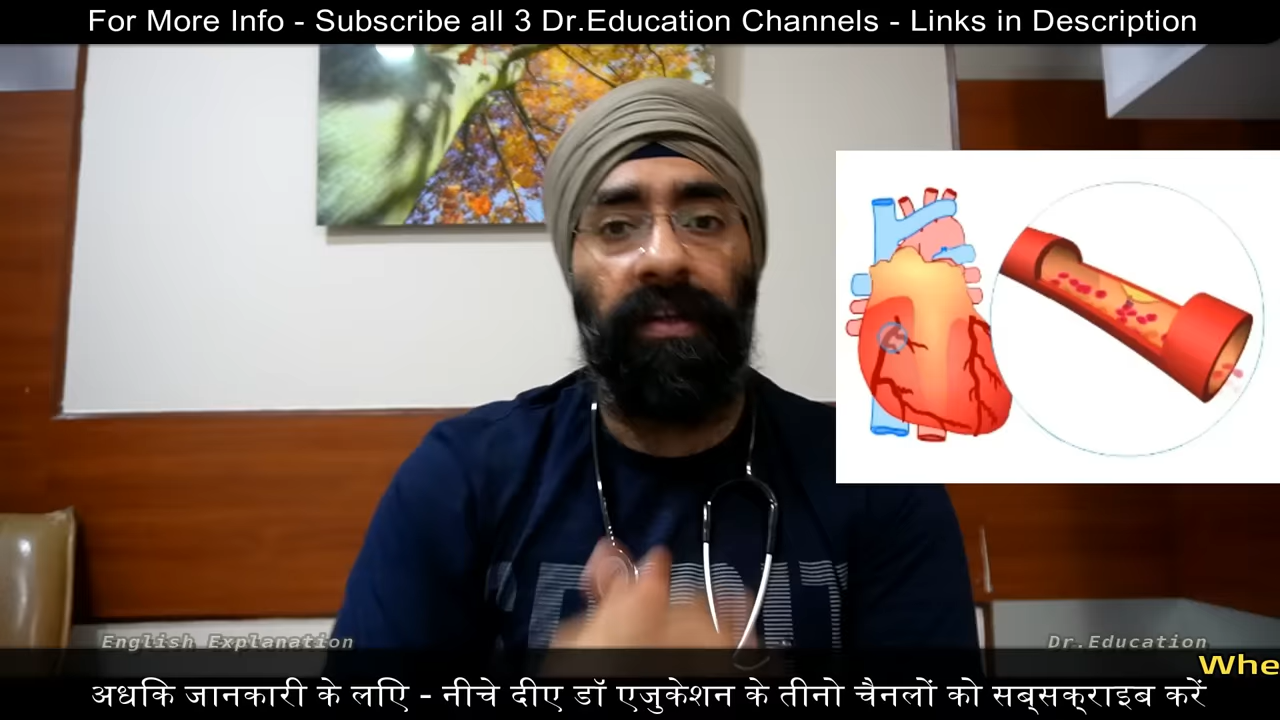 For More Info - Subscribe all 3 Dr.Education Channels - Links in Description
English Explanation
Dr.Education
Whe
अधकि जानकारी के लएि - नीचे दीए डॉ एजुकेशन के तीनो चैनलों को सब्सक्राइब करें